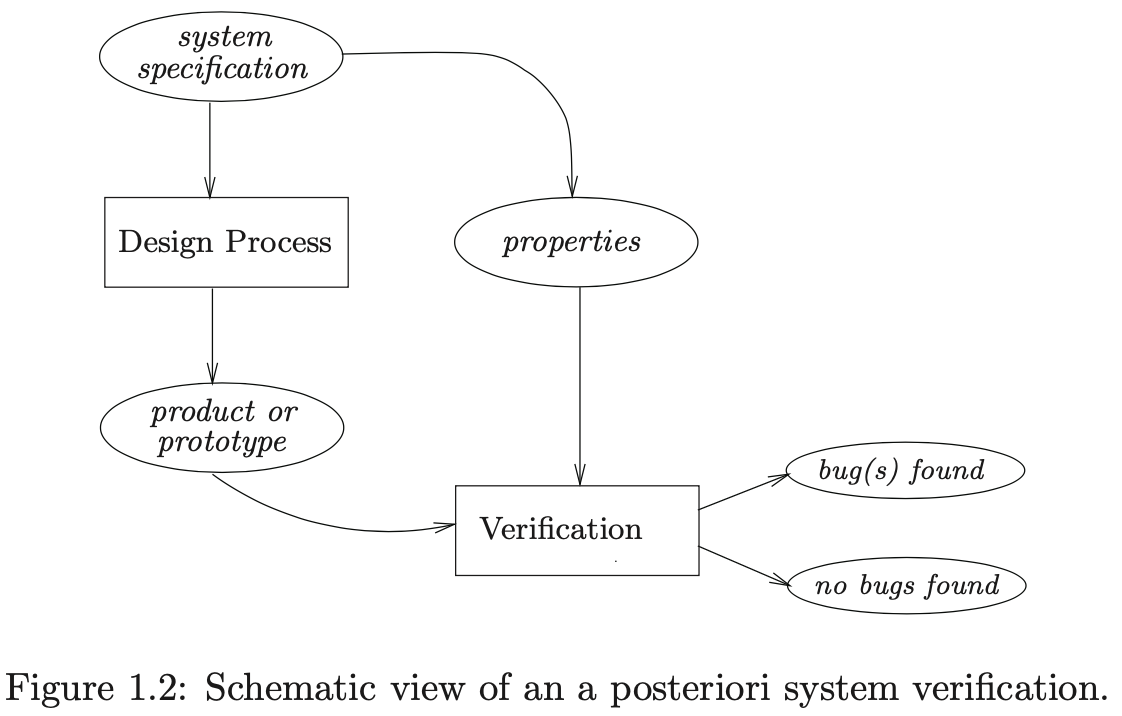 system
specification
Design Process
properties
product or
prototype
bug(s) found
Verification
no bugs found
Figure 1.2: Schematic view of an a posteriori system verification.